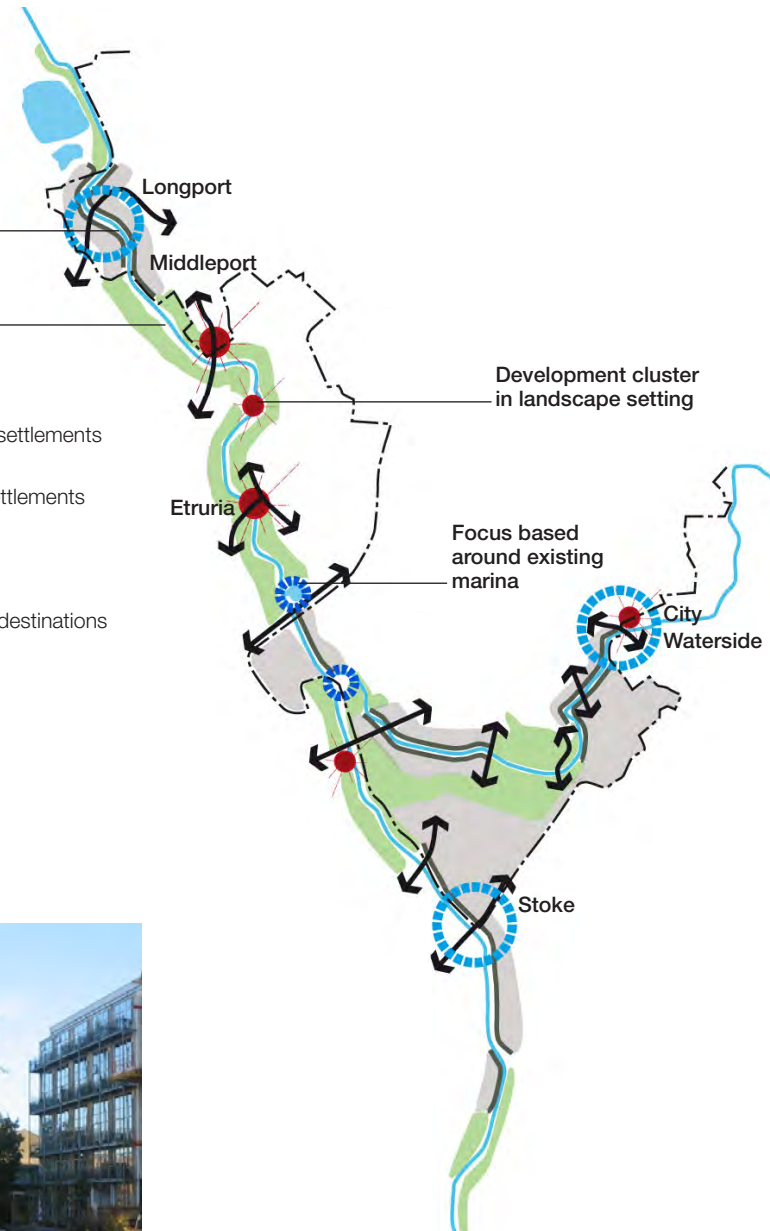 Longport
Middleport
Development cluster
in landscape setting
settlements
ttlements
Etruria
Focus based
around existing
marina
destinations
City
Waterside
Stoke